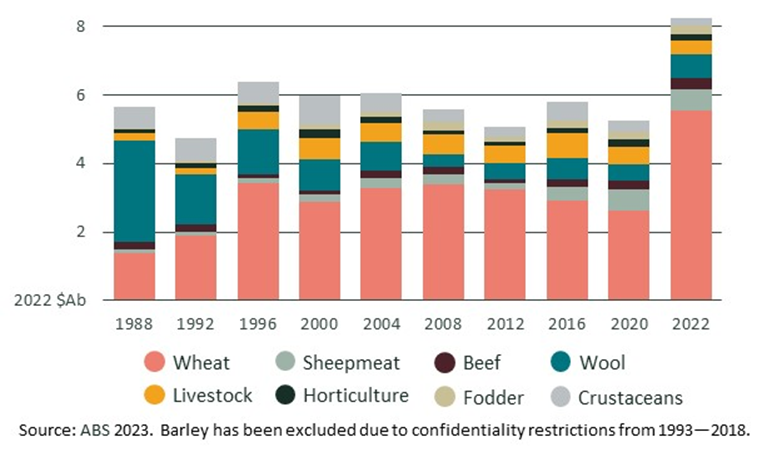 8
6
4
2
2022 $Ab
1988 1992 1996 2000 2004 2008 2012 2016 2020 2022
Wheat Sheepmeat Beef Wool
Livestock Horticulture Fodder Crustaceans
Source: ABS 2023. Barley has been excluded due to confidentiality restrictions from 1993—2018.